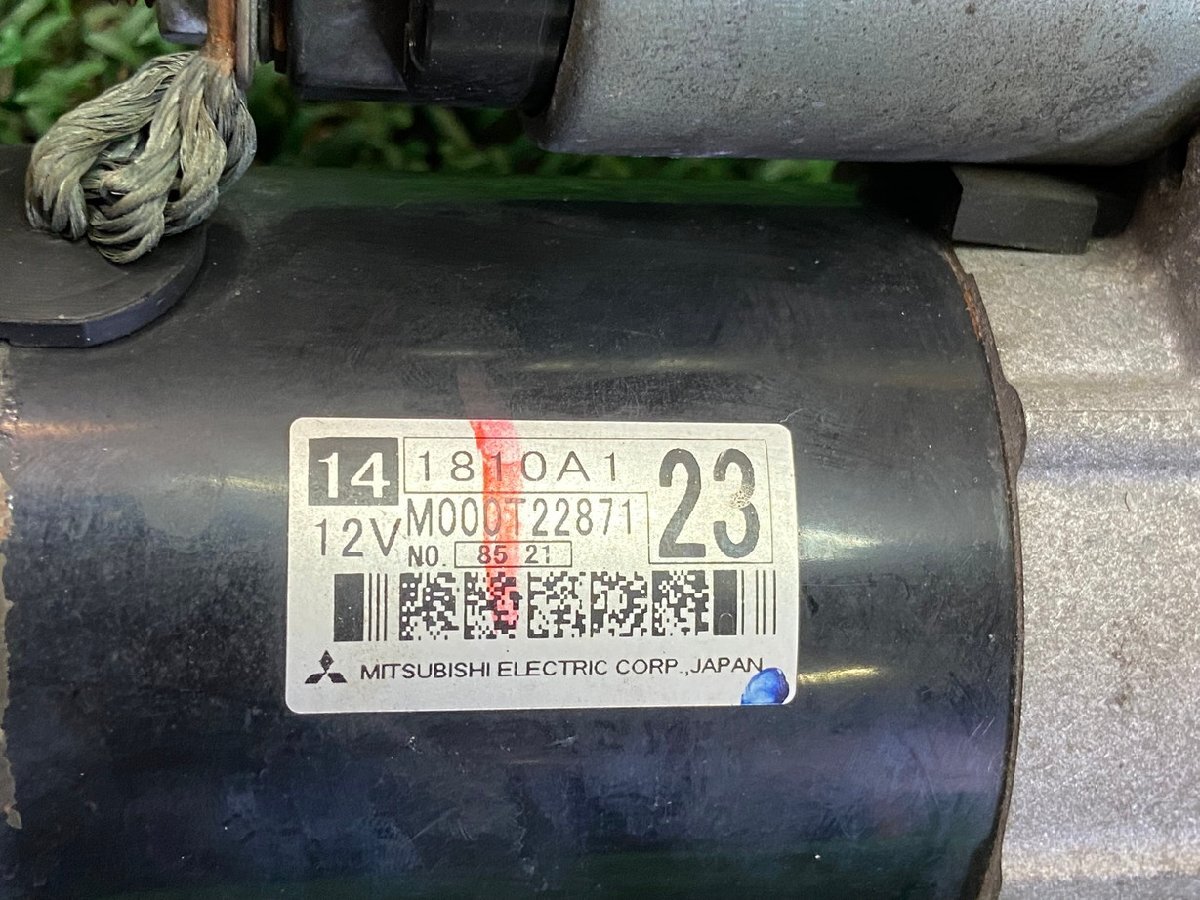 14 1810A1 23
12V M000T22871
NO. 85 21
MITSUBISHI ELECTRIC CORP.,JAPAN